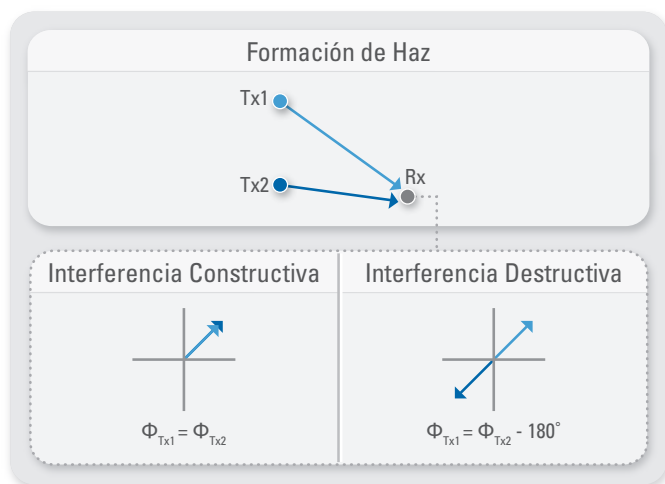 Formación de Haz
Tx1
Tx2
Rx
Interferencia Constructiva
Interferencia Destructiva
ΦTx1 = ΦTx2
ΦTx1 = ΦTx2 - 180°